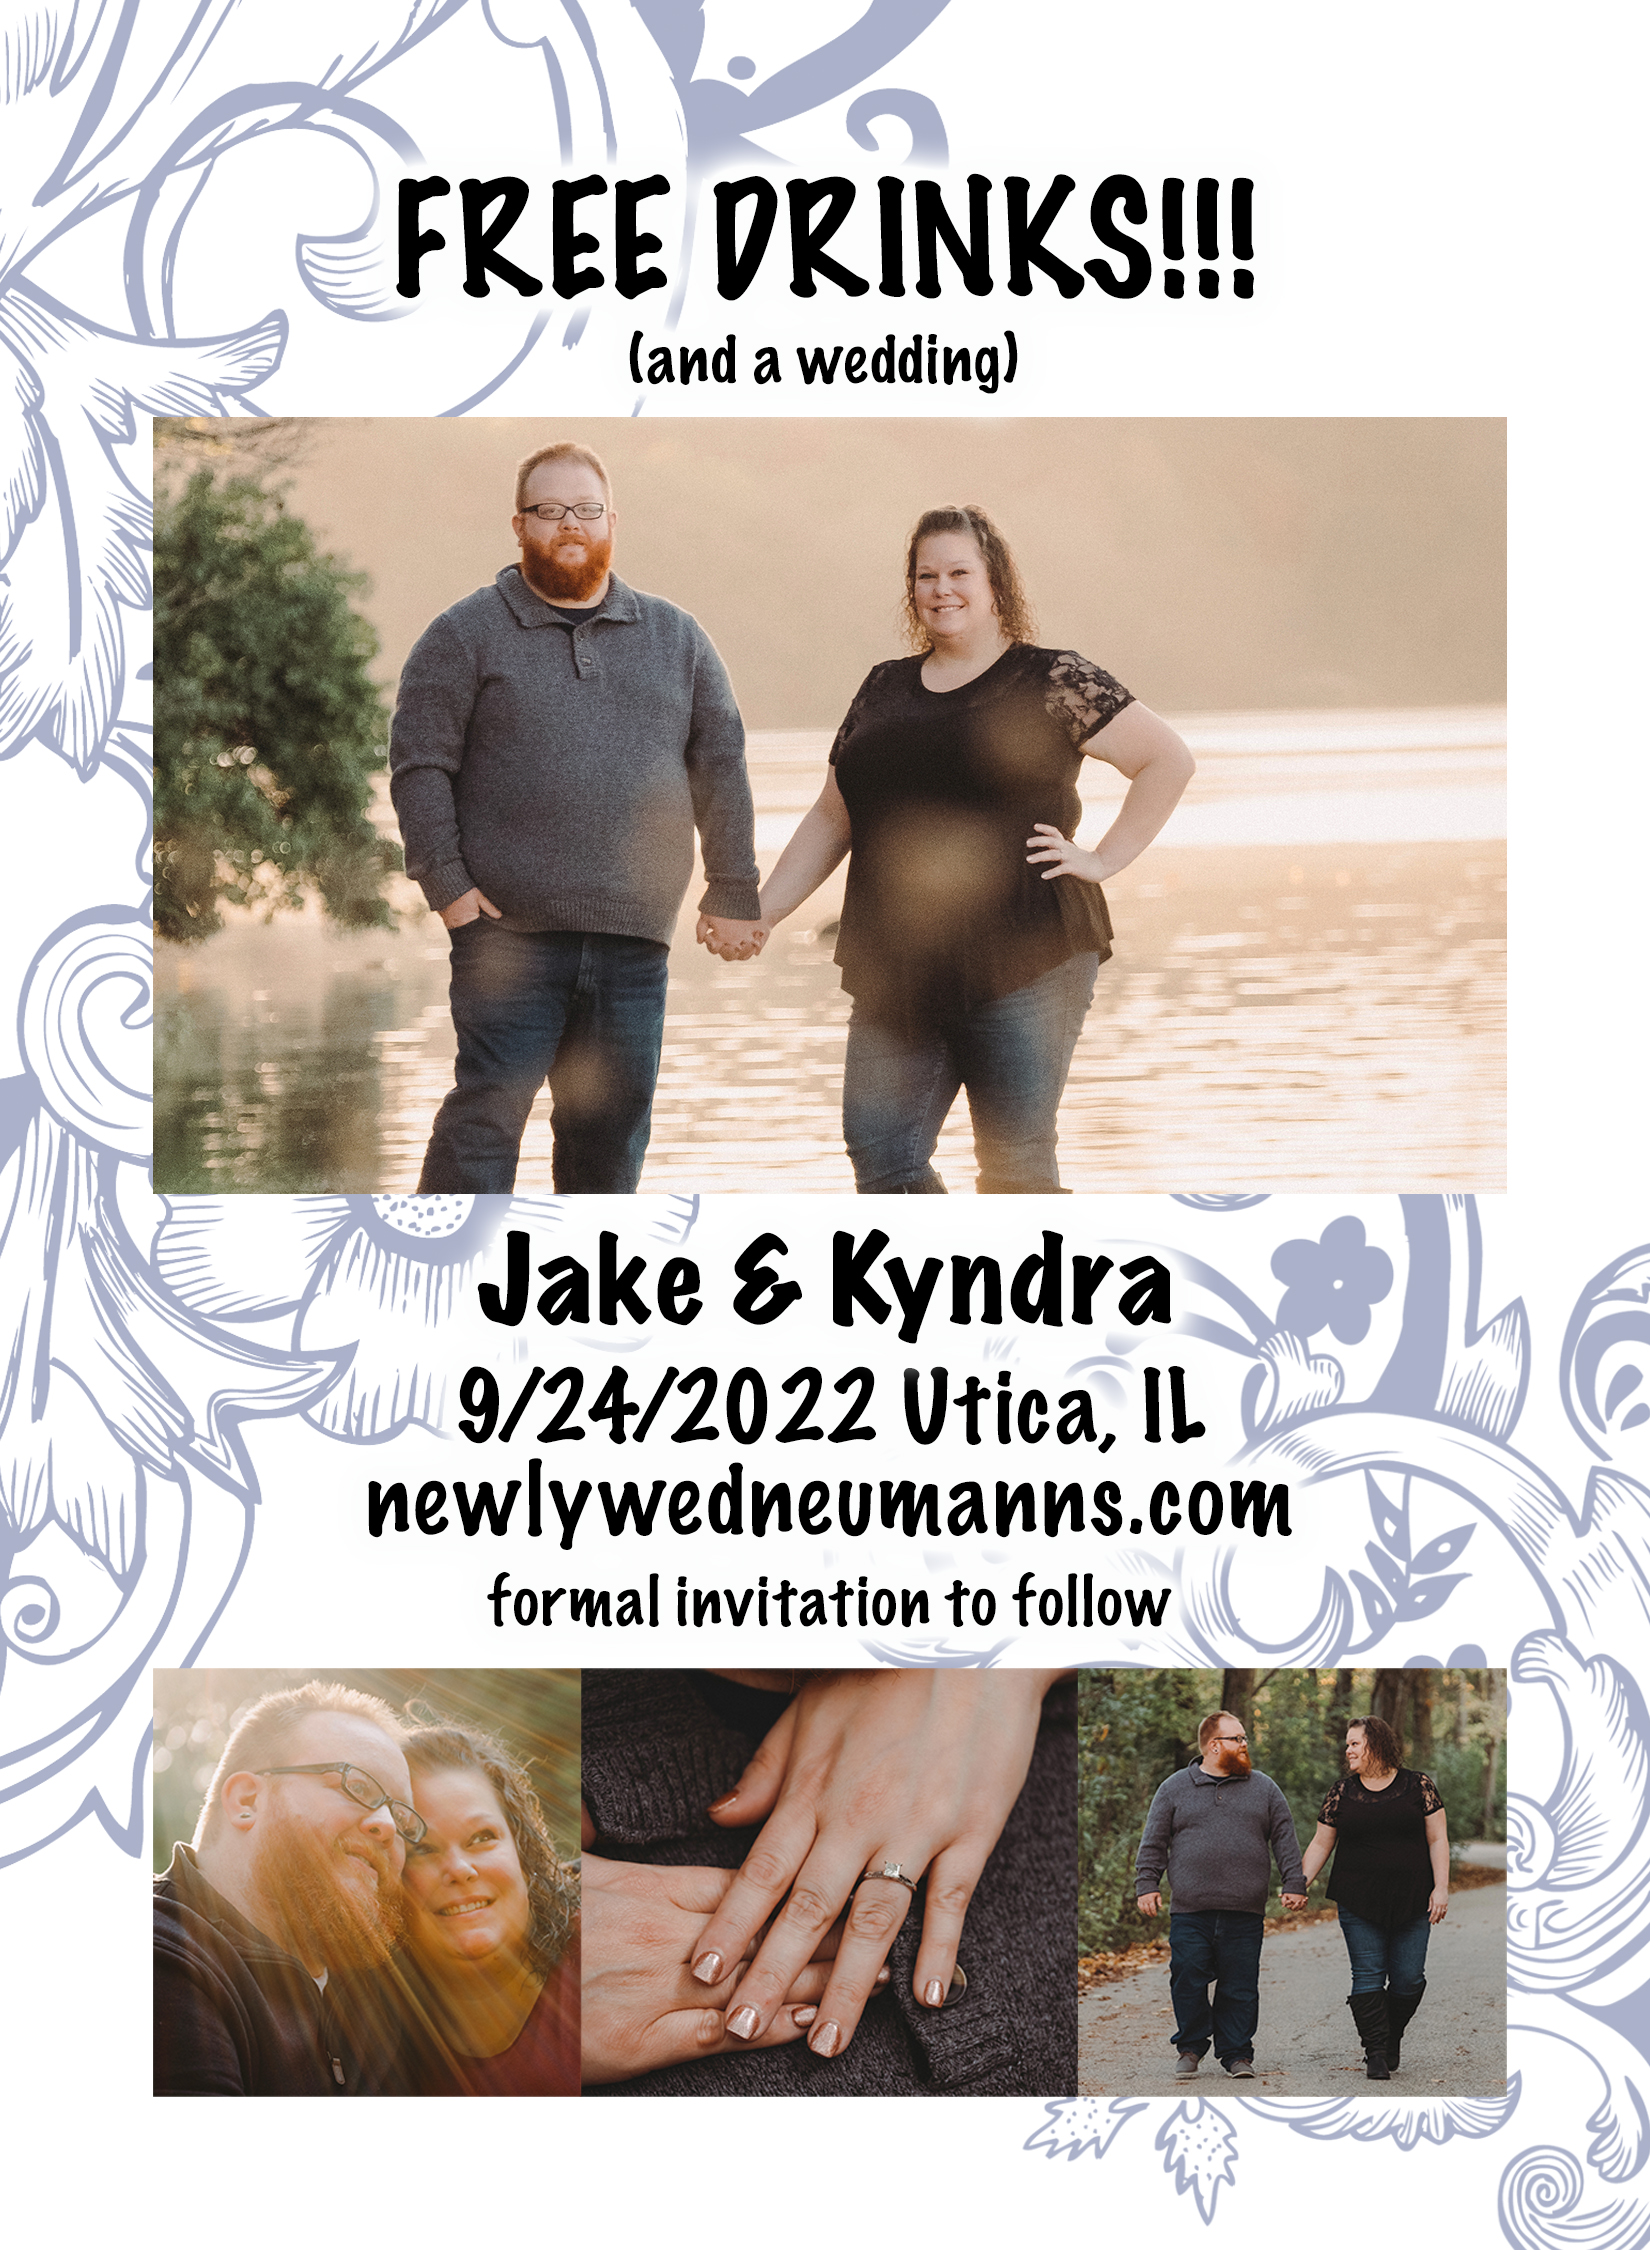 FREE DRINKS!!!
(and a wedding)
Jake & Kyndra
9/24/2022 Utica, IL
newlywedneumanns.com
formal invitation to follow